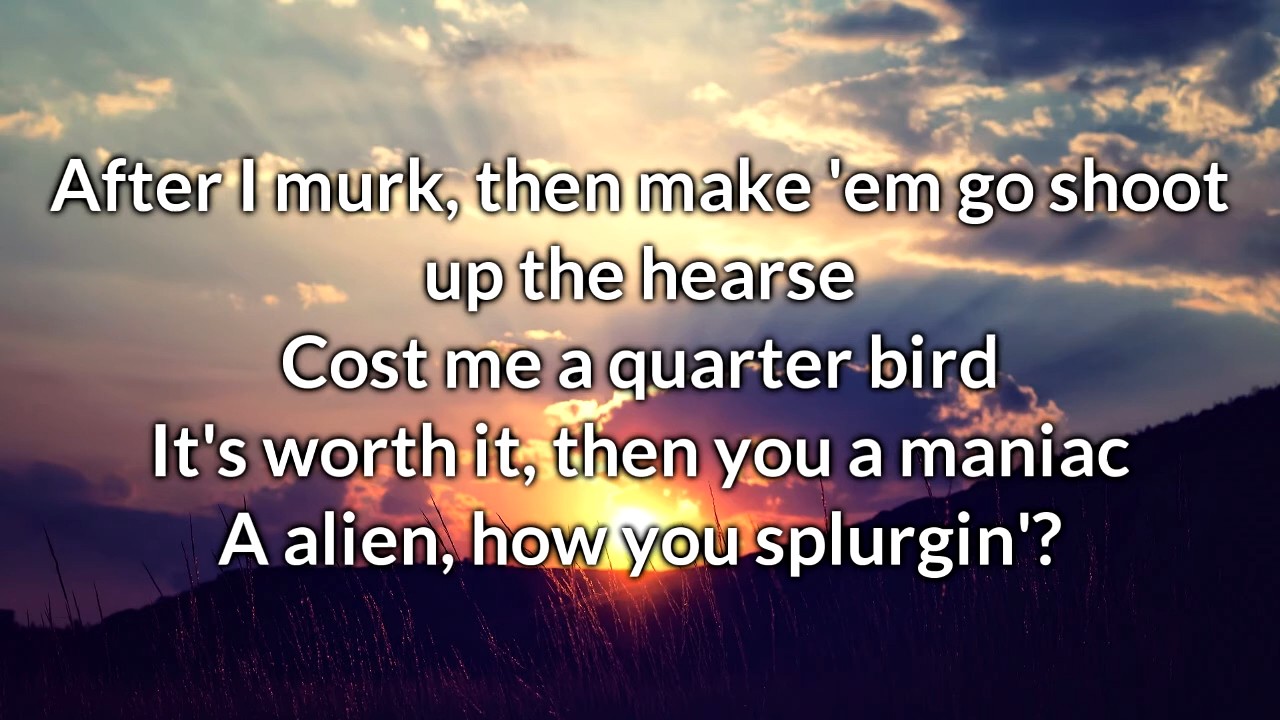 After I murk, then make 'em go shoot
up the hearse
Cost me a quarter bird
It's worth it, then you a maniac
A alien, how you splurgin'?